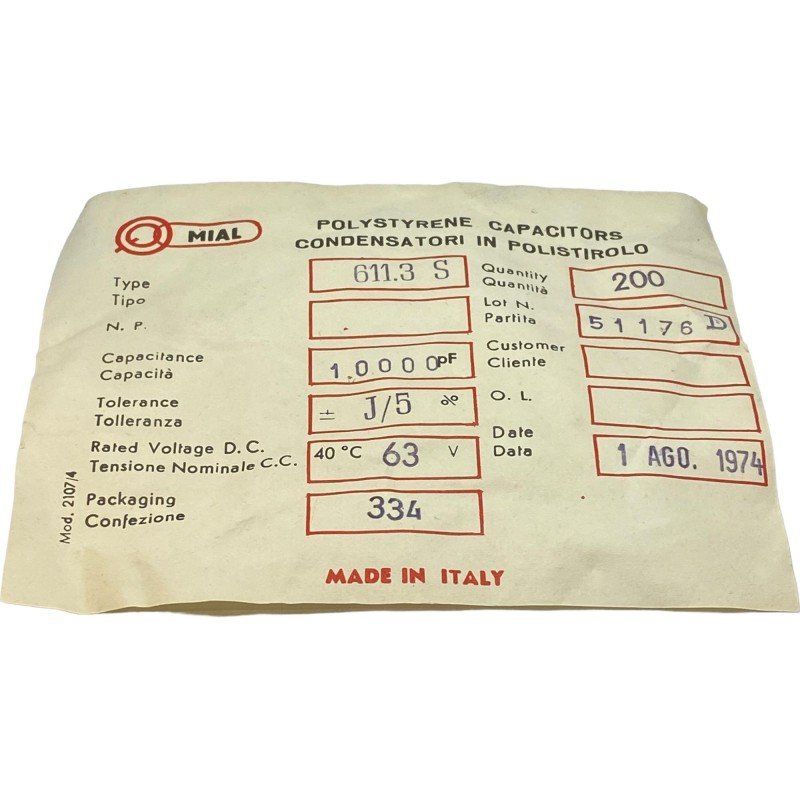 MIAL
POLYSTYRENE CAPACITORS
CONDENSATORI IN POLISTIROLO
Type
Tipo
611.3 S
N. P.
Capacitance
Capacità
1.0000 pF
Tolerance
Tolleranza
± J/5 %
Rated Voltage D. C.
Tensione Nominale C.C.
40 °C 63 V
Packaging
Confezione
334
Quantity
Quantità
200
Lot N.
Partita
51176 D
Customer
Cliente
O. L.
Date
Data
1 AGO. 1974
Mod. 2107/4
MADE IN ITALY